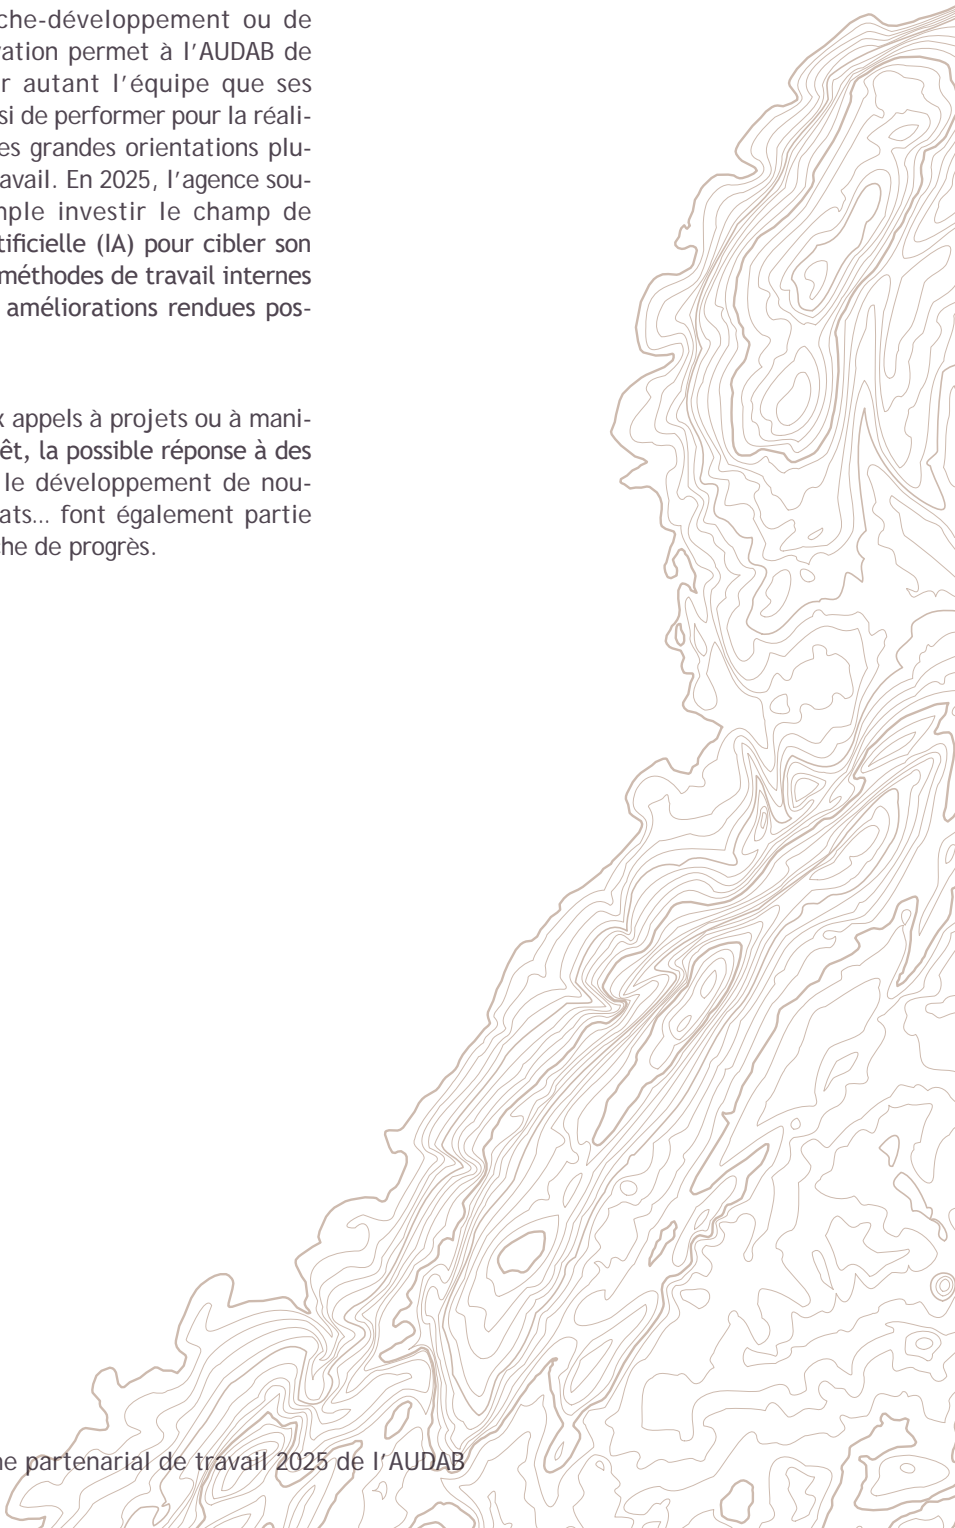 che-développement ou de
ation permet à l'AUDAB de
r autant l'équipe que ses
si de performer pour la réali-
es grandes orientations plu-
avail. En 2025, l'agence sou-
mple investir le champ de
tificielle (IA) pour cibler son
méthodes de travail internes
améliorations rendues pos-
x appels à projets ou à mani-
êt, la possible réponse à des
le développement de nou-
ats... font également partie
che de progrès.
ne partenarial de travail 2025 de l'AUDAB